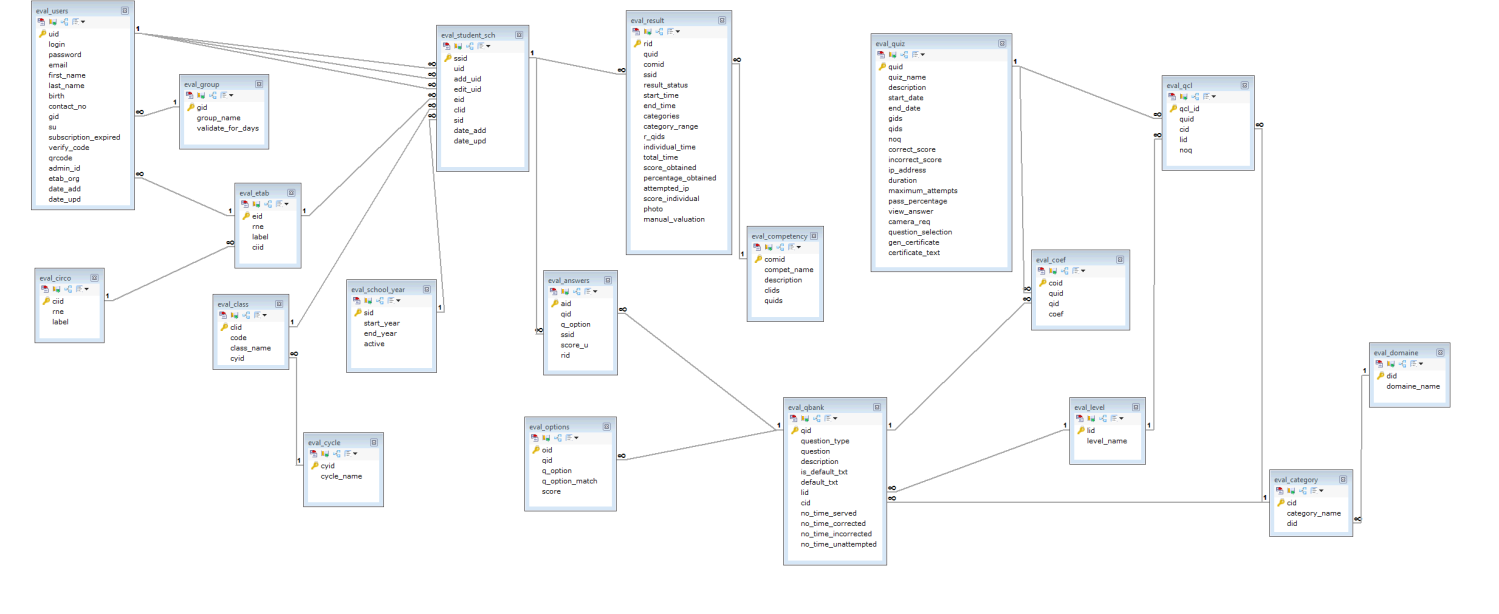 eval_users
uid
login
password
email
first_name
last_name
birth
contact_no
gid
su
subscription_expired
verify_code
qrcode
admin_id
etab_org
date_add
date_upd
eval_group
gid
group_name
validate_for_days
eval_etab
eid
rne
label
ciid
eval_circo
ciid
rne
label
eval_class
clid
code
class_name
cyid
eval_cycle
cyid
cycle_name
eval_school_year
sid
start_year
end_year
active
eval_student_sch
ssid
uid
add_uid
edit_uid
eid
clid
sid
date_add
date_upd
eval_answers
aid
qid
q_option
ssid
score_u
rid
eval_options
oid
qid
q_option
q_option_match
score
eval_result
rid
quid
comid
ssid
result_status
start_time
end_time
categories
category_range
r_qids
individual_time
total_time
score_obtained
percentage_obtained
attempted_ip
score_individual
photo
manual_valuation
eval_competency
comid
compet_name
description
clids
quids
eval_qbank
qid
question_type
question
description
is_default_txt
default_txt
lid
cid
no_time_served
no_time_corrected
no_time_incorrected
no_time_unattempted
eval_quiz
quid
quiz_name
description
start_date
end_date
gids
qids
noq
correct_score
incorrect_score
ip_address
duration
maximum_attempts
pass_percentage
view_answer
camera_req
question_selection
gen_certificate
certificate_text
eval_coef
coid
quid
qid
coef
eval_level
lid
level_name
eval_qcl
qcl_id
quid
cid
lid
noq
eval_category
cid
category_name
did
eval_domaine
did
domaine_name